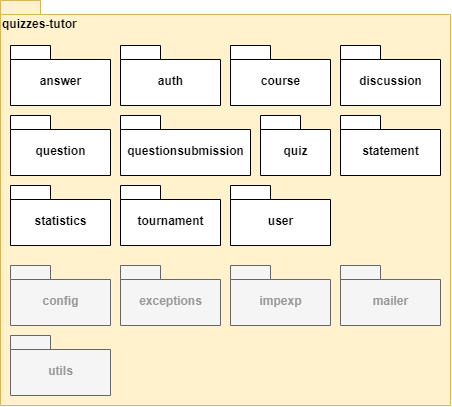 quizzes-tutor
answer auth course discussion
question questionsubmission quiz statement
statistics tournament user
config exceptions impexp mailer
utils